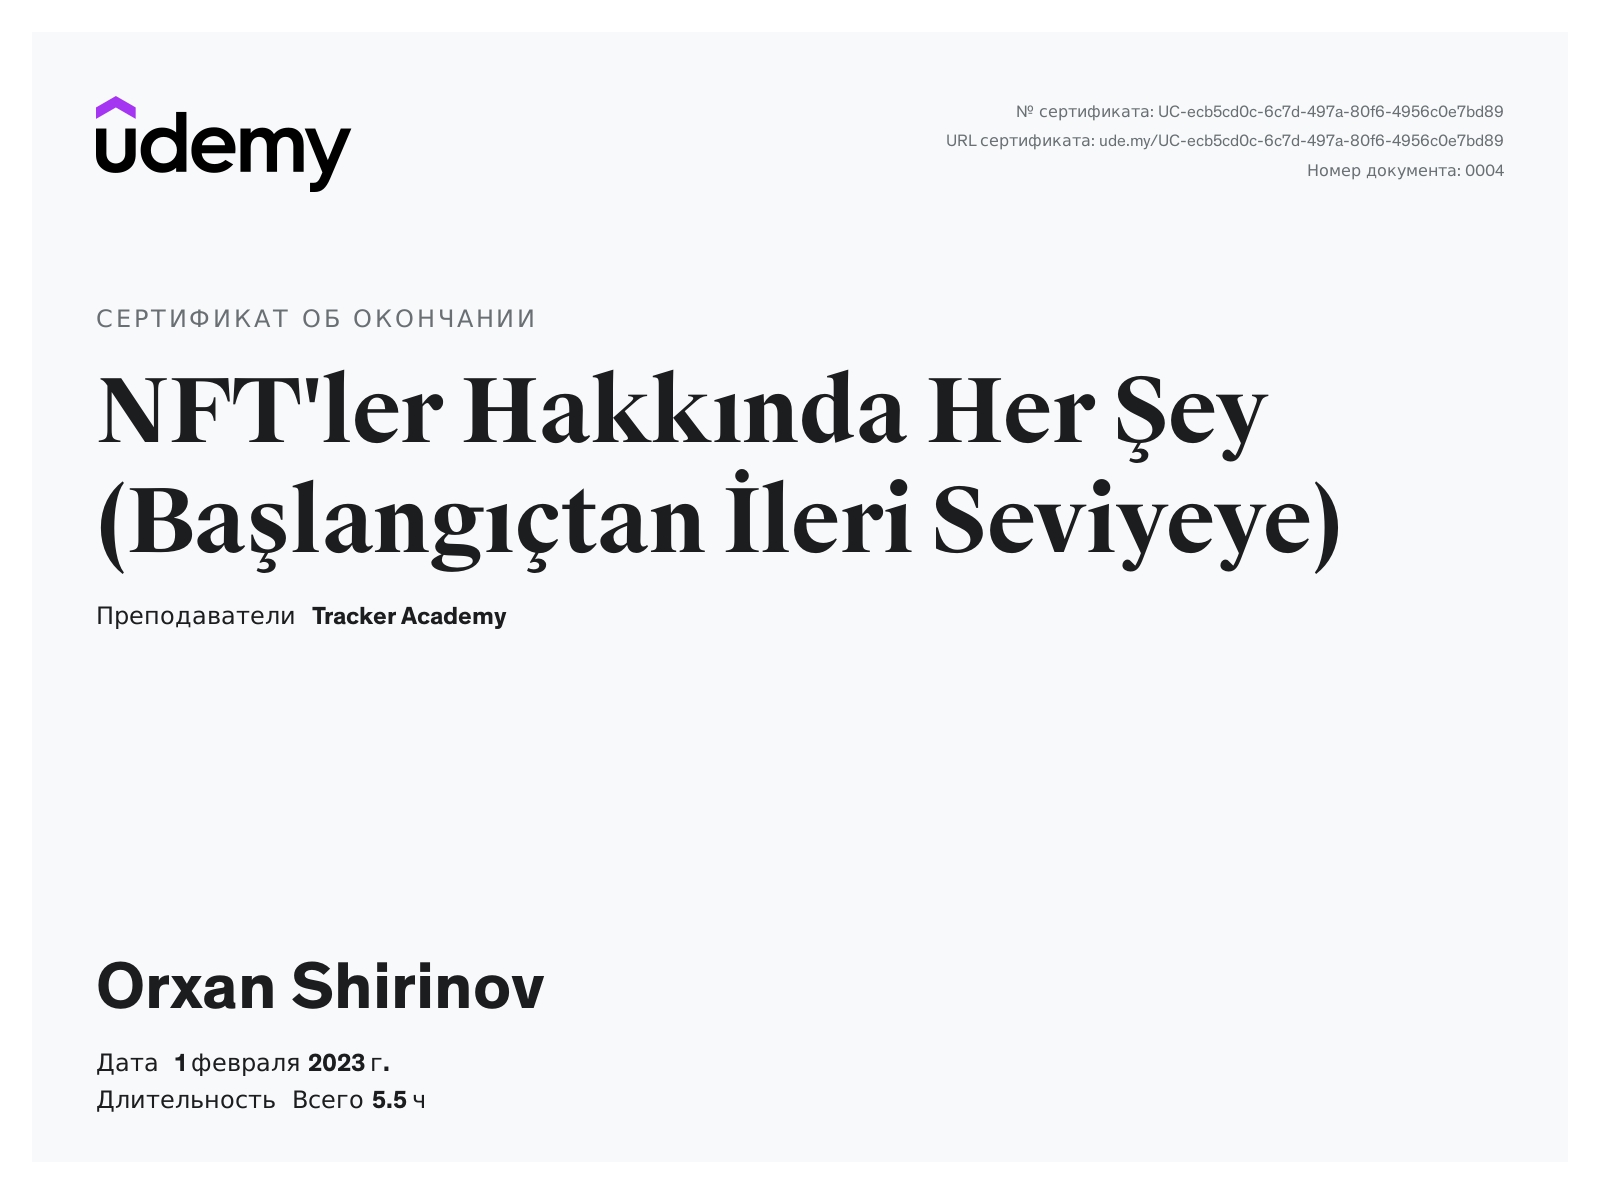 udemy
№ сертификата: UC-ecb5cd0c-6c7d-497a-80f6-4956c0e7bd89
URL сертификата: ude.my/UC-ecb5cd0c-6c7d-497a-80f6-4956c0e7bd89
Номер документа: 0004
СЕРТИФИКАТ ОБ ОКОНЧАНИИ
NFT'ler Hakkında Her Şey
(Başlangıçtan İleri Seviyeye)
Преподаватели Tracker Academy
Orxan Shirinov
Дата 1 февраля 2023 г.
Длительность Всего 5.5 ч